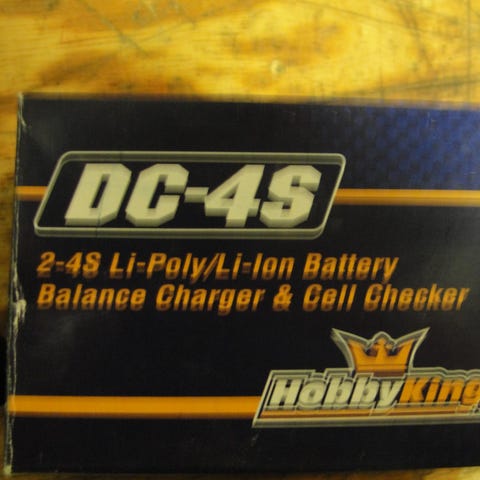 DC-4S
2-4S Li-Poly/Li-Ion Battery
Balance Charger & Cell Checker
HobbyKing